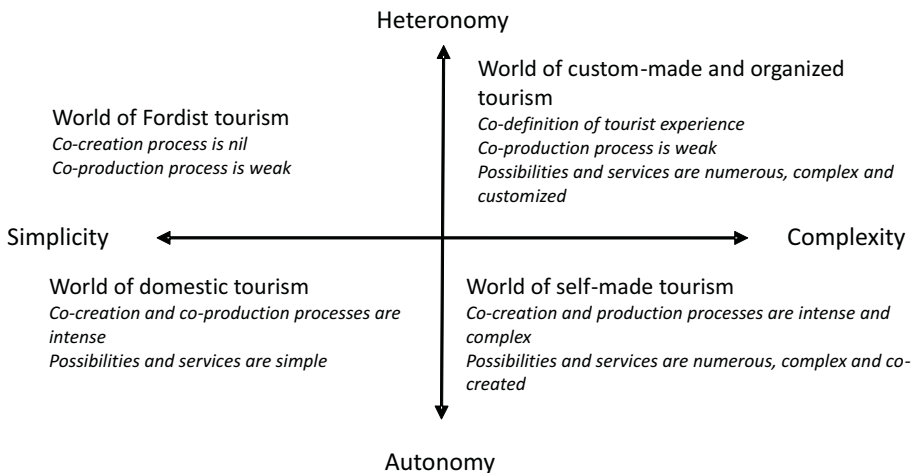 Heteronomy
World of Fordist tourism
Co-creation process is nil
Co-production process is weak
World of custom-made and organized
tourism
Co-definition of tourist experience
Co-production process is weak
Possibilities and services are numerous, complex and
customized
Simplicity
Complexity
World of domestic tourism
Co-creation and co-production processes are
intense
Possibilities and services are simple
World of self-made tourism
Co-creation and production processes are intense and
complex
Possibilities and services are numerous, complex and co-
created
Autonomy